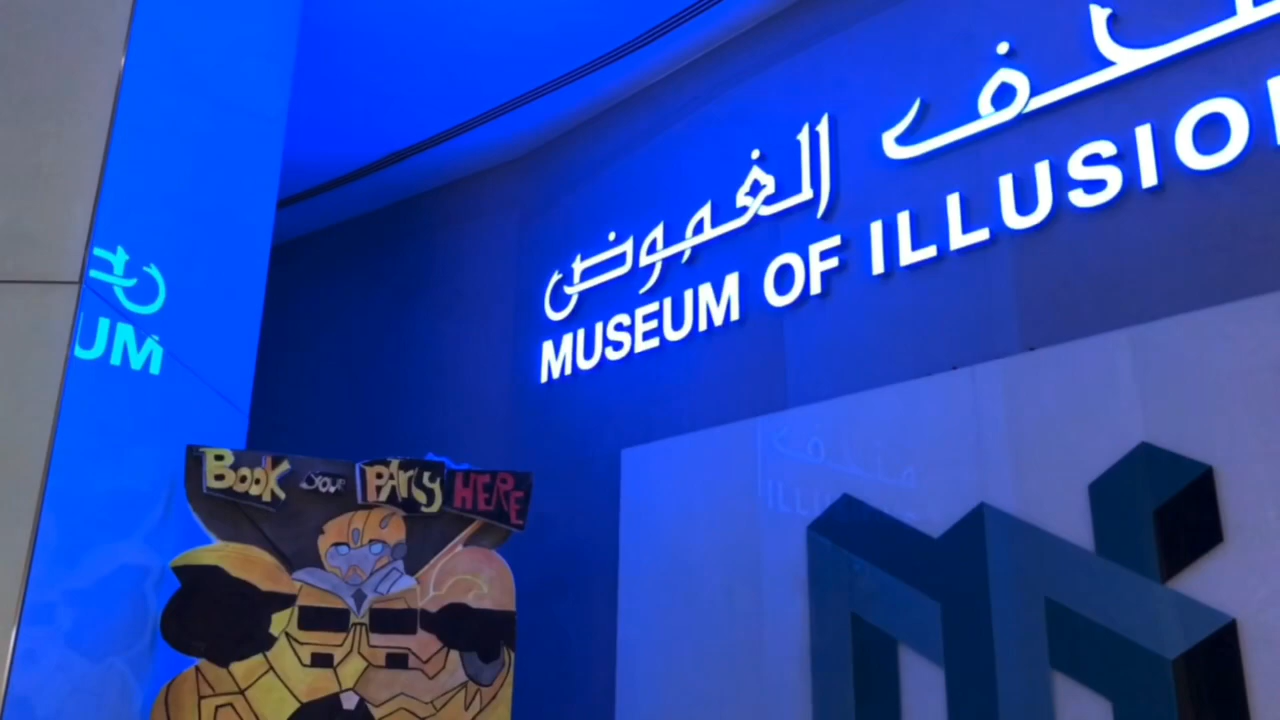 الغموض
MUSEUM OF ILLUSIO
UM
BOOK your PARTY HERE